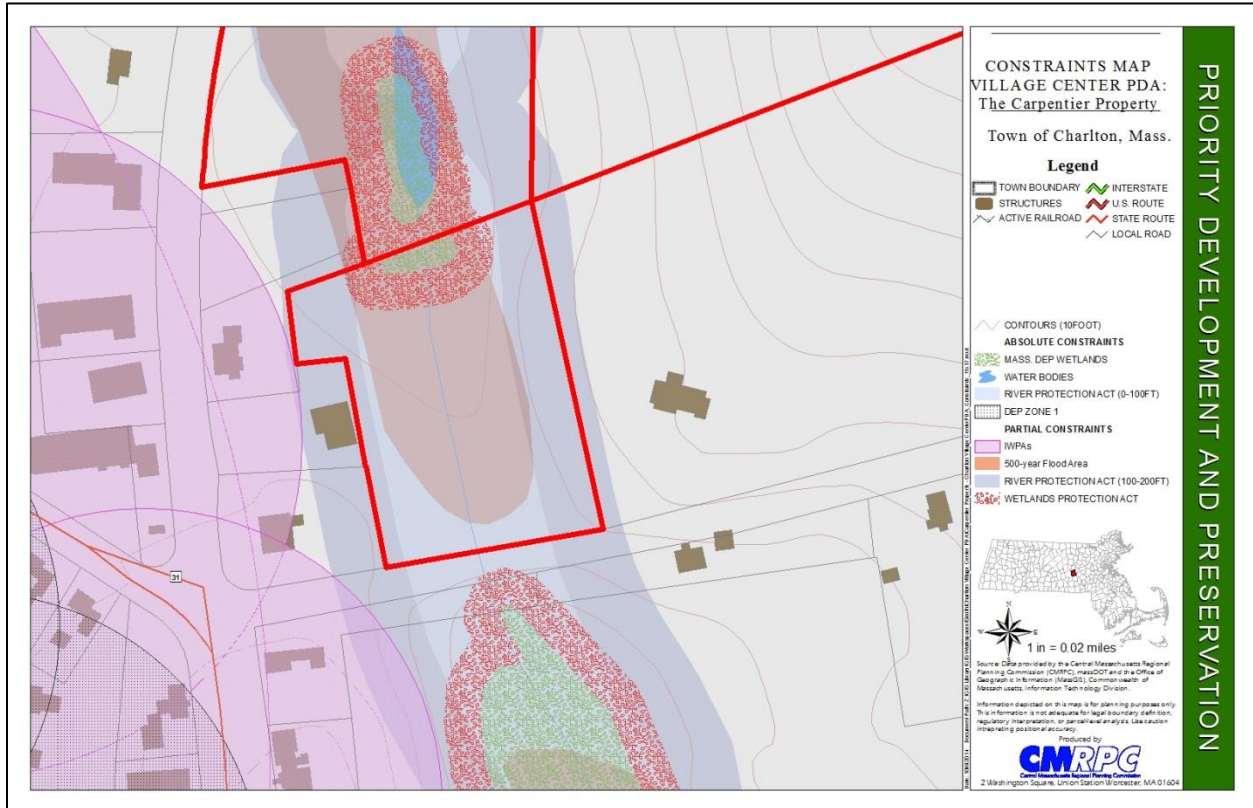 CONSTRAINTS MAP
VILLAGE CENTER PDA:
The Carpentier Property
Town of Charlton, Mass.
Legend
TOWN BOUNDARY
STRUCTURES
ACTIVE RAILROAD
INTERSTATE
U.S. ROUTE
STATE ROUTE
LOCAL ROAD
CONTOURS (10FOOT)
ABSOLUTE CONSTRAINTS
MASS. DEP WETLANDS
WATER BODIES
RIVER PROTECTION ACT (0-100FT)
DEP ZONE 1
PARTIAL CONSTRAINTS
IWPAs
500-year Flood Area
RIVER PROTECTION ACT (100-200FT)
WETLANDS PROTECTION ACT
N
W E
S
1 in = 0.02 miles
Source: Data provided by the Central Massachusetts Regional
Planning Commission (CMRPC), massDOT and the Office of
Geographic Information (MassGIS), Commonwealth of
Massachusetts, Information Technology Division.
Information depicted on this map is for planning purposes only.
This information is not adequate for legal boundary definition,
regulatory interpretation, or parcel-level analysis. Use caution
intrepreting positional accuracy.
Produced by
CMRPC
Central Massachusetts Regional Planning Commission
2 Washington Square, Union Station Worcester, MA 01604
PRIORITY DEVELOPMENT AND PRESERVATION
31